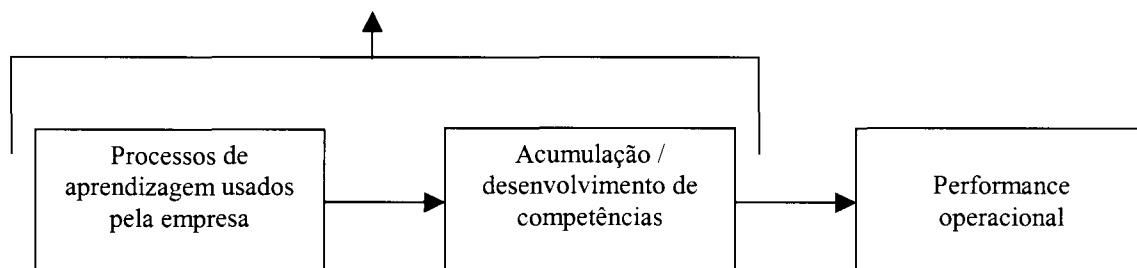 Processos de
aprendizagem usados
pela empresa
Acumulação /
desenvolvimento de
competências
Performance
operacional